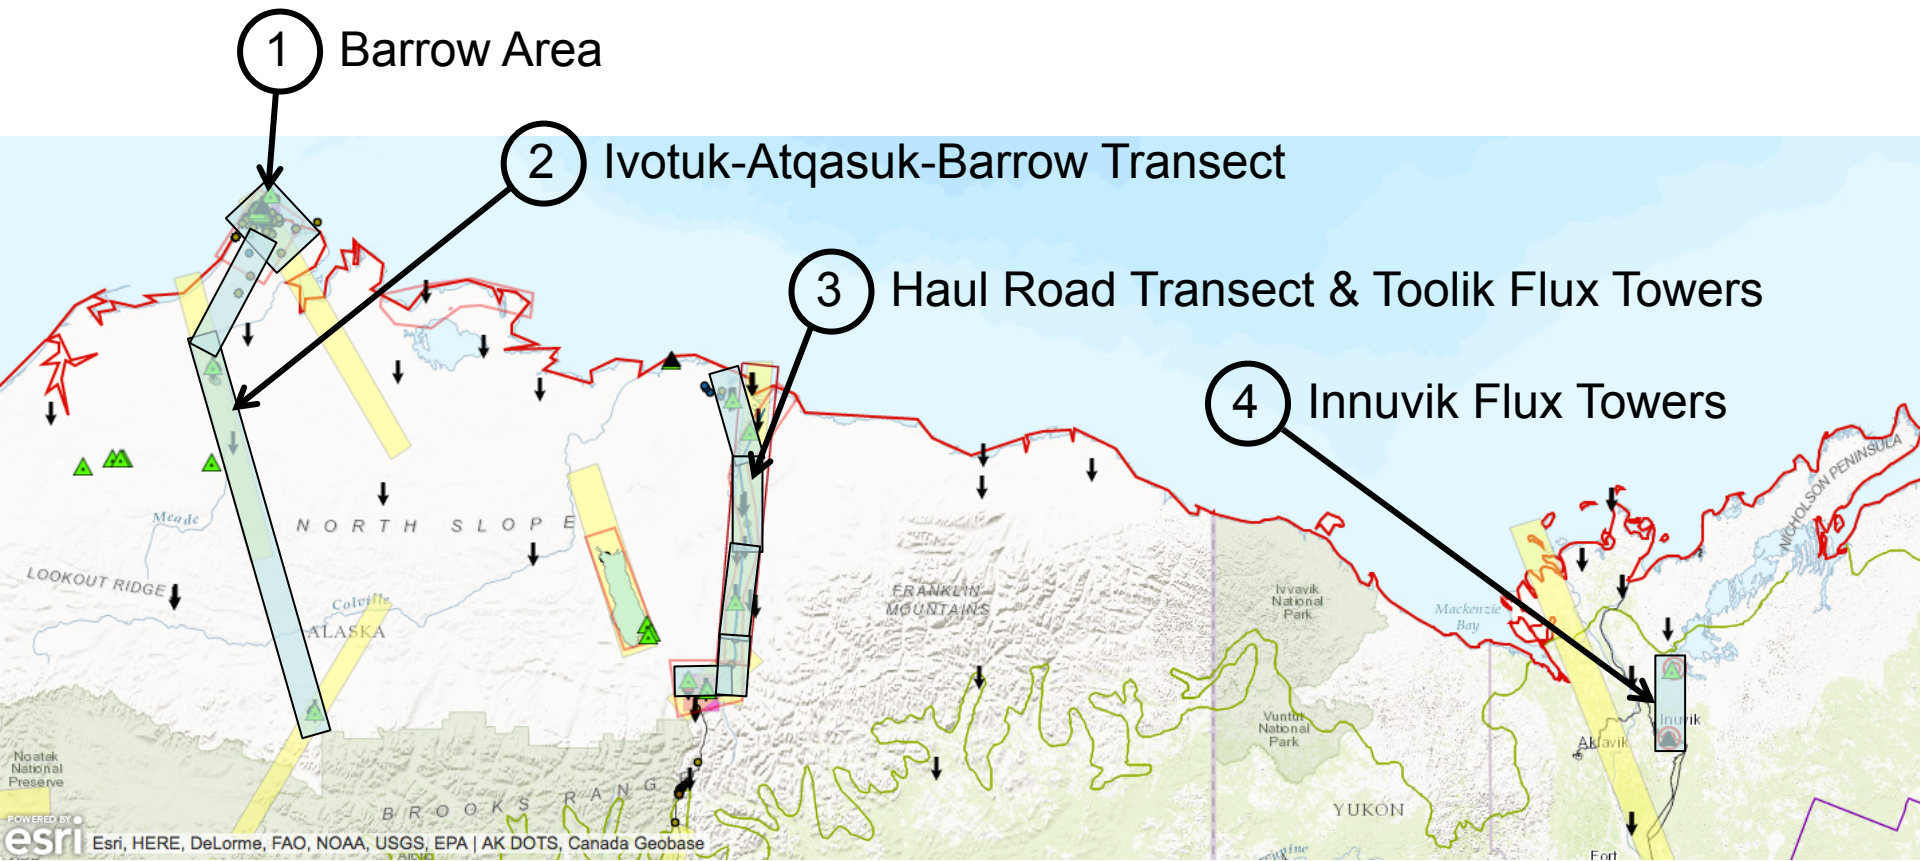 1 Barrow Area
2 Ivotuk-Atqasuk-Barrow Transect
3 Haul Road Transect & Toolik Flux Towers
4 Innuvik Flux Towers
NICHOLSON PENINSULA
Meade
NORTH SLOPE
LOOKOUT RIDGE
Colville
ALASKA
FRANKLIN
MOUNTAINS
Ivvavik
National
Park
Mackenzie
Bay
Inuvik
Aklavik
Vuntut
National
Park
Noatak
National
Preserve
BROOKS RANG
YUKON
POWERED BY
esri
Esri, HERE, DeLorme, FAO, NOAA, USGS, EPA | AK DOTS, Canada Geobase
Fort